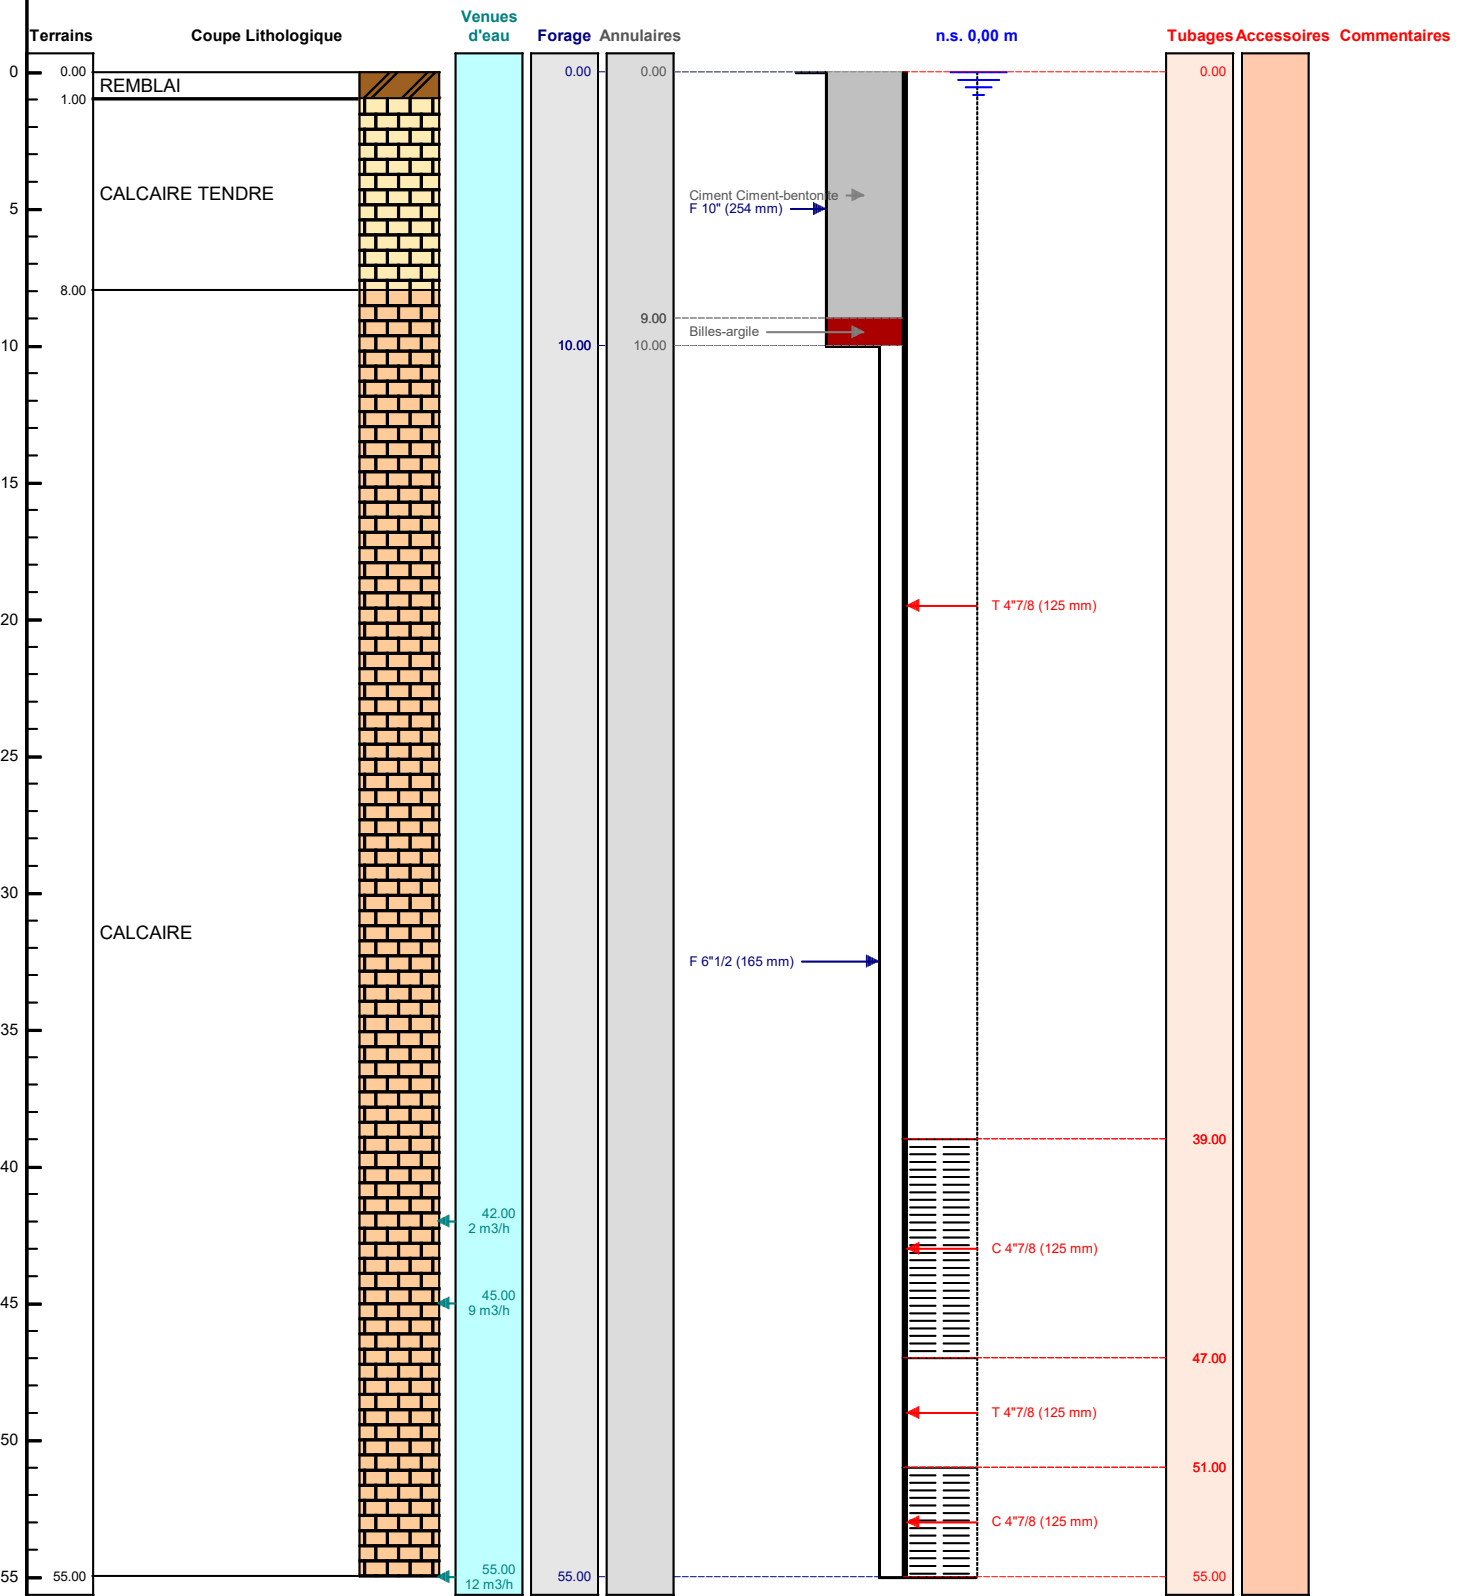 Terrains
Coupe Lithologique
Venues
d'eau
Forage
Annulaires
n.s. 0,00 m
Tubages
Accessoires
Commentaires
0
0.00
REMBLAI
0.00
0.00
0.00
1.00
CALCAIRE TENDRE
Ciment Ciment-bentonite
5
F 10" (254 mm)
8.00
9.00
Billes-argile
10
10.00
10.00
15
20
T 4"7/8 (125 mm)
25
30
CALCAIRE
F 6"1/2 (165 mm)
35
39.00
40
42.00
2 m3/h
C 4"7/8 (125 mm)
45
45.00
9 m3/h
47.00
T 4"7/8 (125 mm)
50
51.00
C 4"7/8 (125 mm)
55
55.00
55.00
12 m3/h
55.00
55.00